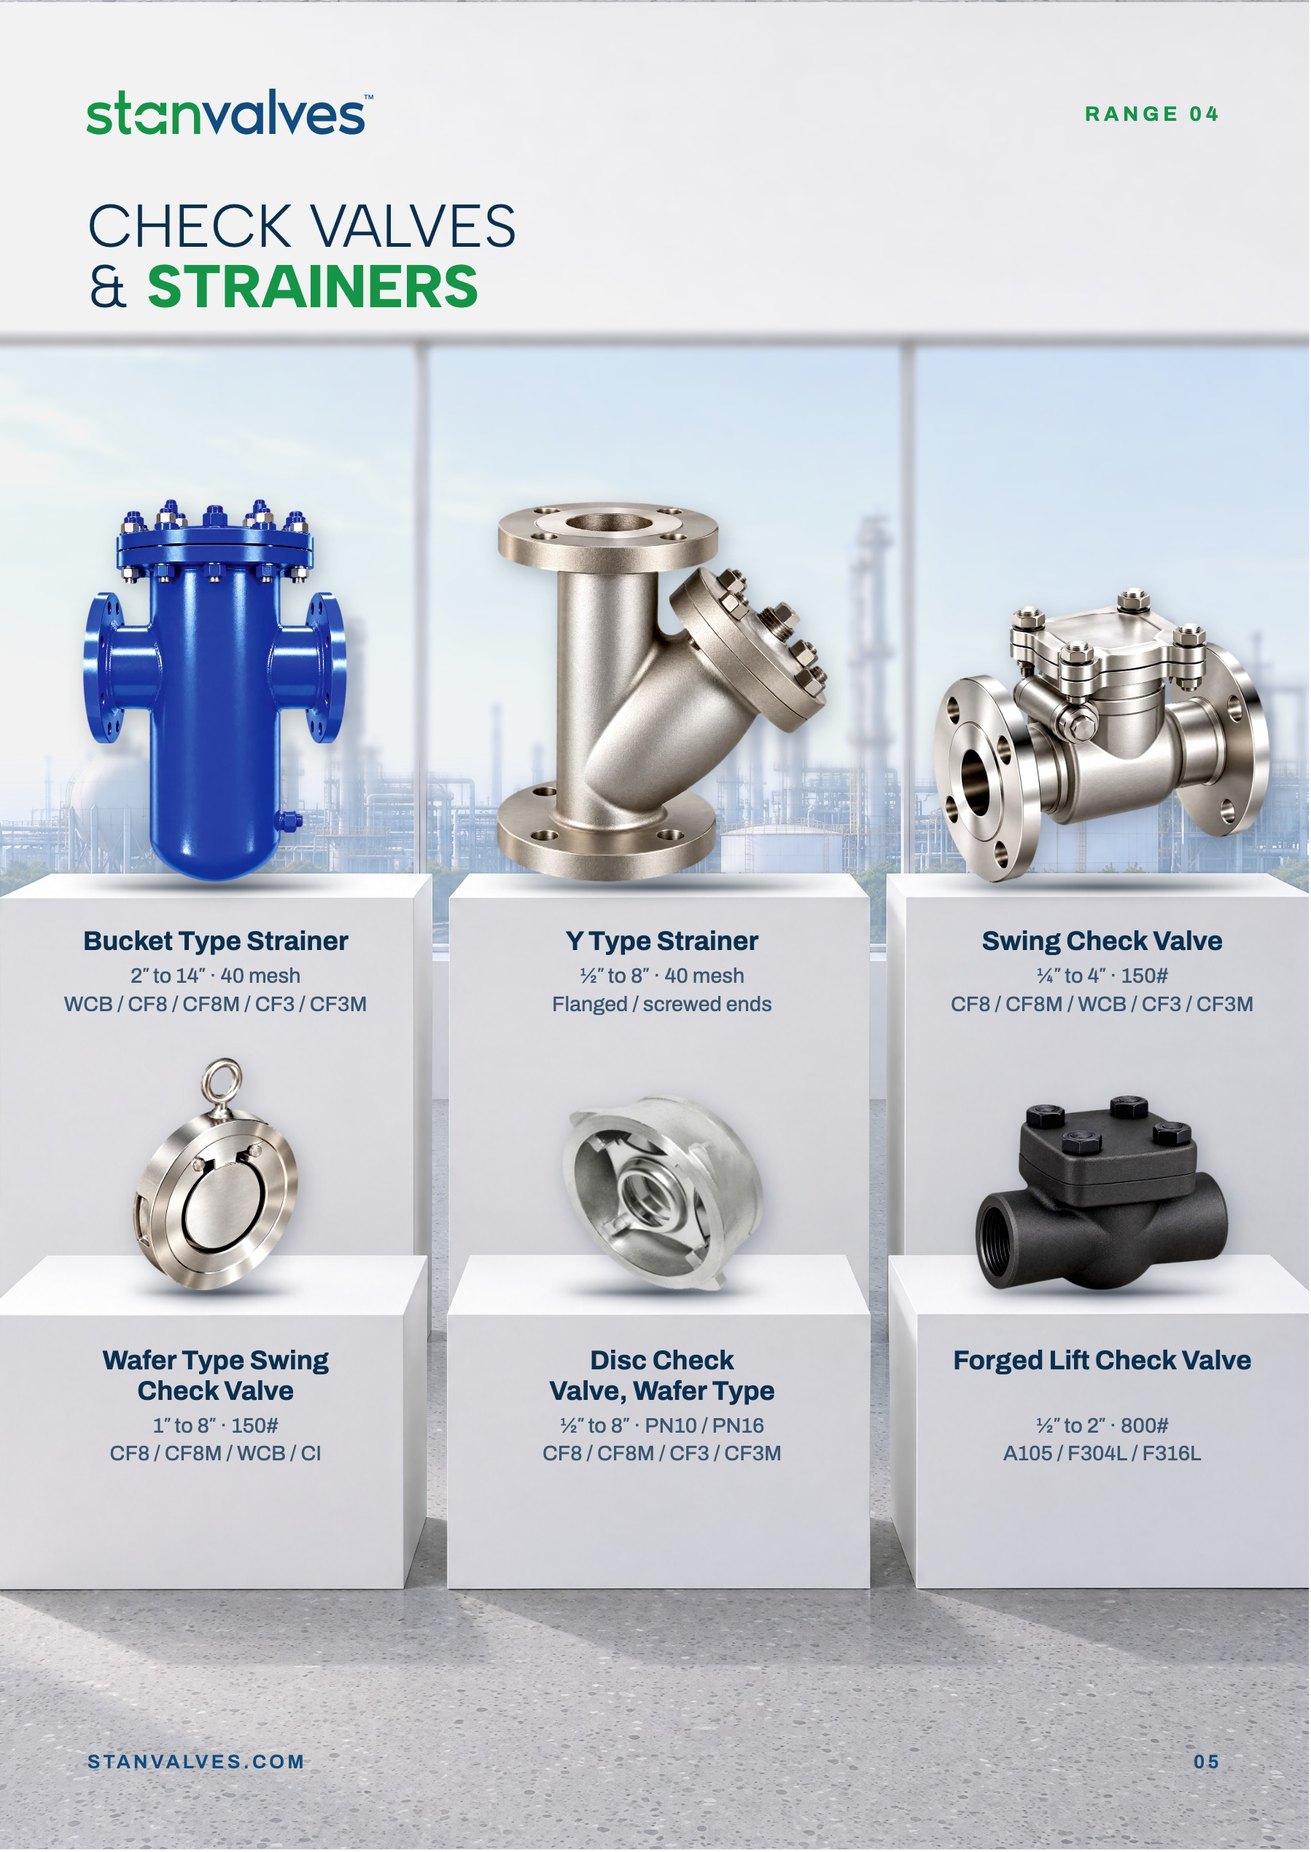 stanvalves™
RANGE 04
CHECK VALVES
& STRAINERS
Bucket Type Strainer
2″ to 14″ · 40 mesh
WCB / CF8 / CF8M / CF3 / CF3M
Y Type Strainer
½″ to 8″ · 40 mesh
Flanged / screwed ends
Swing Check Valve
¼″ to 4″ · 150#
CF8 / CF8M / WCB / CF3 / CF3M
Wafer Type Swing
Check Valve
1″ to 8″ · 150#
CF8 / CF8M / WCB / CI
Disc Check
Valve, Wafer Type
½″ to 8″ · PN10 / PN16
CF8 / CF8M / CF3 / CF3M
Forged Lift Check Valve
½″ to 2″ · 800#
A105 / F304L / F316L
STANVALVES.COM
05